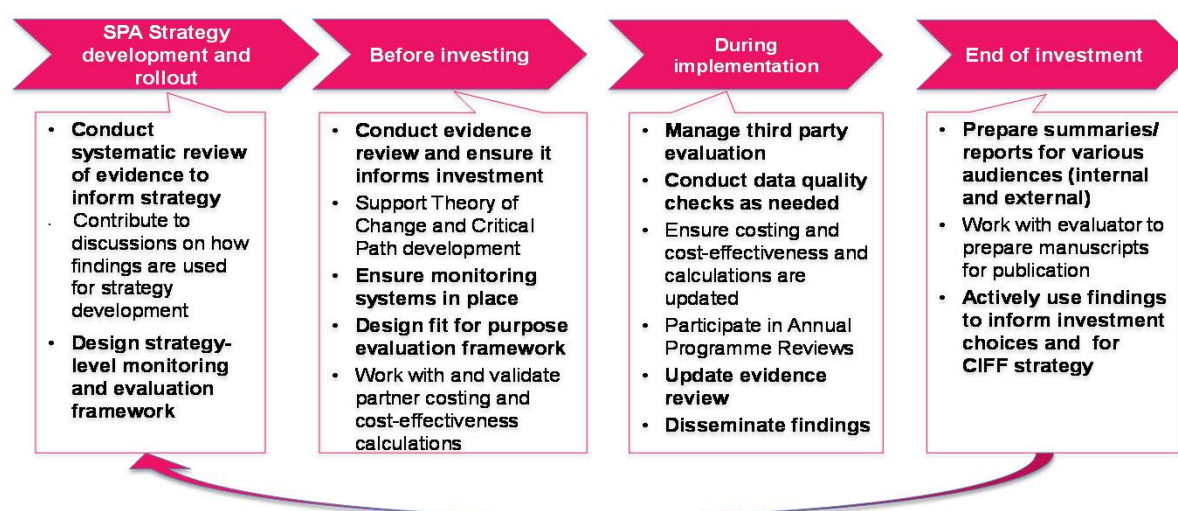 SPA Strategy
development and
rollout
• Conduct
systematic review
of evidence to
inform strategy
· Contribute to
discussions on how
findings are used
for strategy
development
• Design strategy-
level monitoring
and evaluation
framework
Before investing
• Conduct evidence
review and ensure it
informs investment
• Support Theory of
Change and Critical
Path development
• Ensure monitoring
systems in place
• Design fit for purpose
evaluation framework
• Work with and validate
partner costing and
cost-effectiveness
calculations
During
implementation
• Manage third party
evaluation
• Conduct data quality
checks as needed
• Ensure costing and
cost-effectiveness and
calculations are
updated
• Participate in Annual
Programme Reviews
• Update evidence
review
• Disseminate findings
End of investment
• Prepare summaries/
reports for various
audiences (internal
and external)
• Work with evaluator to
prepare manuscripts
for publication
• Actively use findings
to inform investment
choices and for
CIFF strategy